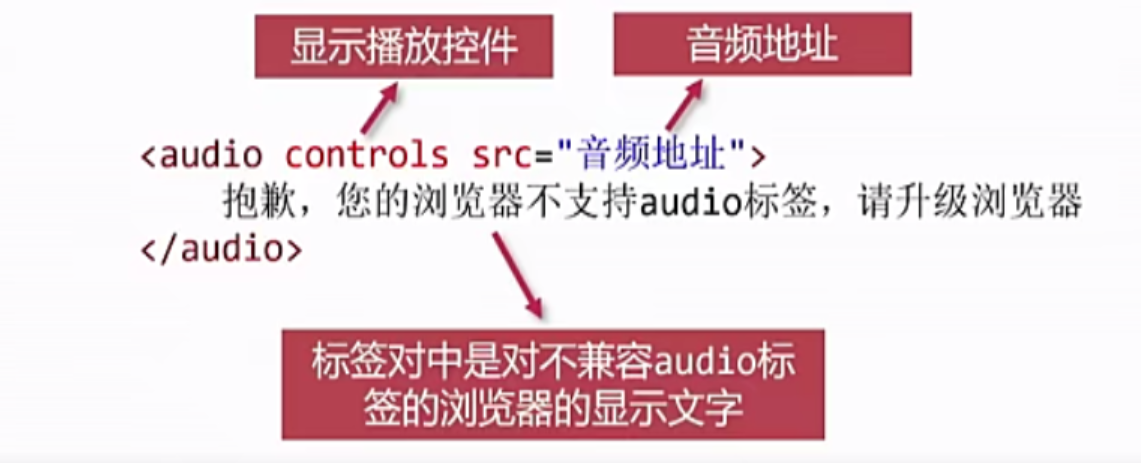 显示播放控件
音频地址
<audio controls src="音频地址">
抱歉，您的浏览器不支持audio标签，请升级浏览器
</audio>
标签对中是对不兼容audio标
签的浏览器的显示文字